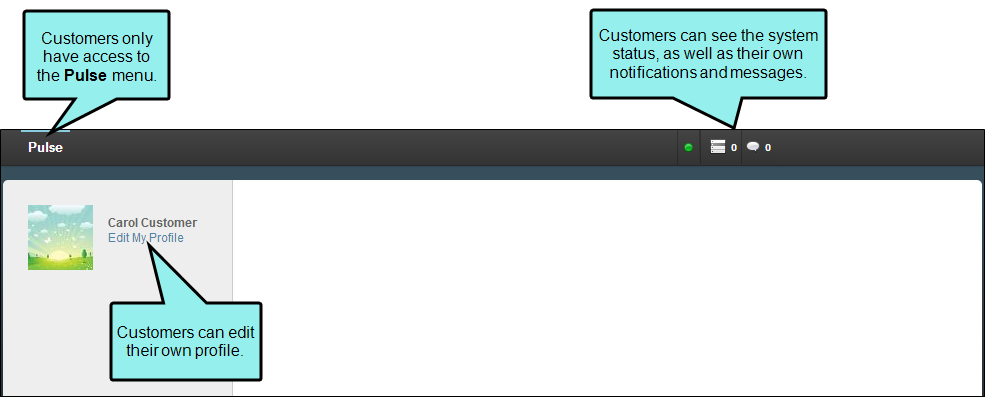 Customers only
have access to
the Pulse menu.
Customers can see the system
status, as well as their own
notifications and messages.
Pulse
0
0
Carol Customer
Edit My Profile
Customers can edit
their own profile.